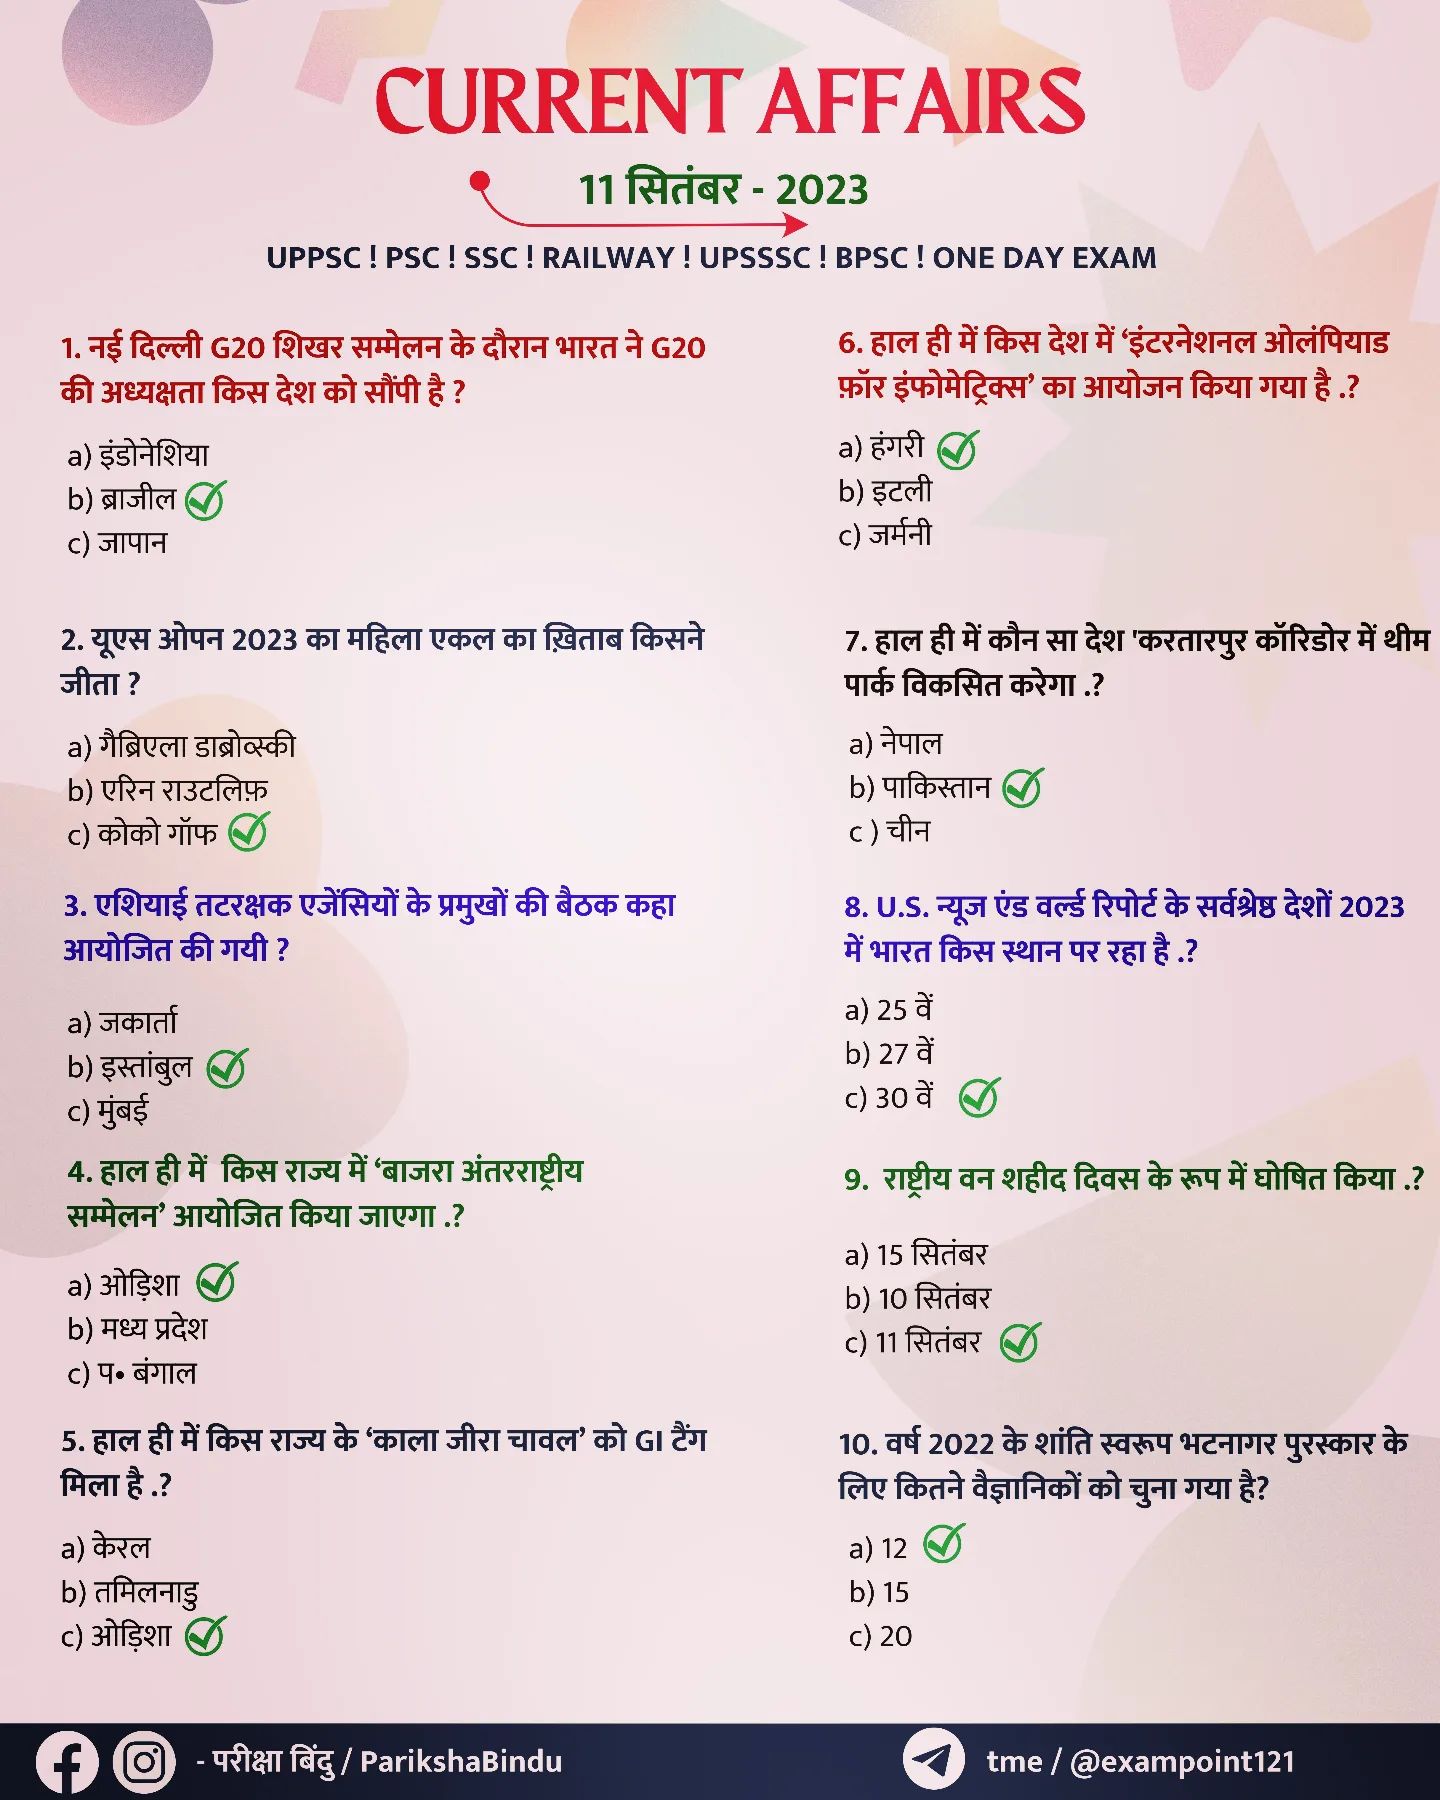 CURRENT AFFAIRS
11 सितंबर - 2023
UPPSC ! PSC ! SSC ! RAILWAY ! UPSSSC ! BPSC ! ONE DAY EXAM
1. नई दिल्ली G20 शिखर सम्मेलन के दौरान भारत ने G20
की अध्यक्षता किस देश को सौंपी है ?
a) इंडोनेशिया
b) ब्राजील
c) जापान
2. यूएस ओपन 2023 का महिला एकल का ख़िताब किसने
जीता ?
a) गैब्रिएला डाब्रोव्स्की
b) एरिन राउटलिफ़
c) कोको गॉफ
3. एशियाई तटरक्षक एजेंसियों के प्रमुखों की बैठक कहा
आयोजित की गयी ?
a) जकार्ता
b) इस्तांबुल
c) मुंबई
4. हाल ही में किस राज्य में ‘बाजरा अंतरराष्ट्रीय
सम्मेलन’ आयोजित किया जाएगा .?
a) ओड़िशा
b) मध्य प्रदेश
c) प• बंगाल
5. हाल ही में किस राज्य के ‘काला जीरा चावल’ को GI टैंग
मिला है .?
a) केरल
b) तमिलनाडु
c) ओड़िशा
6. हाल ही में किस देश में ‘इंटरनेशनल ओलंपियाड
फ़ॉर इंफोमेट्रिक्स’ का आयोजन किया गया है .?
a) हंगरी
b) इटली
c) जर्मनी
7. हाल ही में कौन सा देश 'करतारपुर कॉरिडोर में थीम
पार्क विकसित करेगा .?
a) नेपाल
b) पाकिस्तान
c ) चीन
8. U.S. न्यूज एंड वर्ल्ड रिपोर्ट के सर्वश्रेष्ठ देशों 2023
में भारत किस स्थान पर रहा है .?
a) 25 वें
b) 27 वें
c) 30 वें
9. राष्ट्रीय वन शहीद दिवस के रूप में घोषित किया .?
a) 15 सितंबर
b) 10 सितंबर
c) 11 सितंबर
10. वर्ष 2022 के शांति स्वरूप भटनागर पुरस्कार के
लिए कितने वैज्ञानिकों को चुना गया है?
a) 12
b) 15
c) 20
- परीक्षा बिंदु / ParikshaBindu
tme / @exampoint121